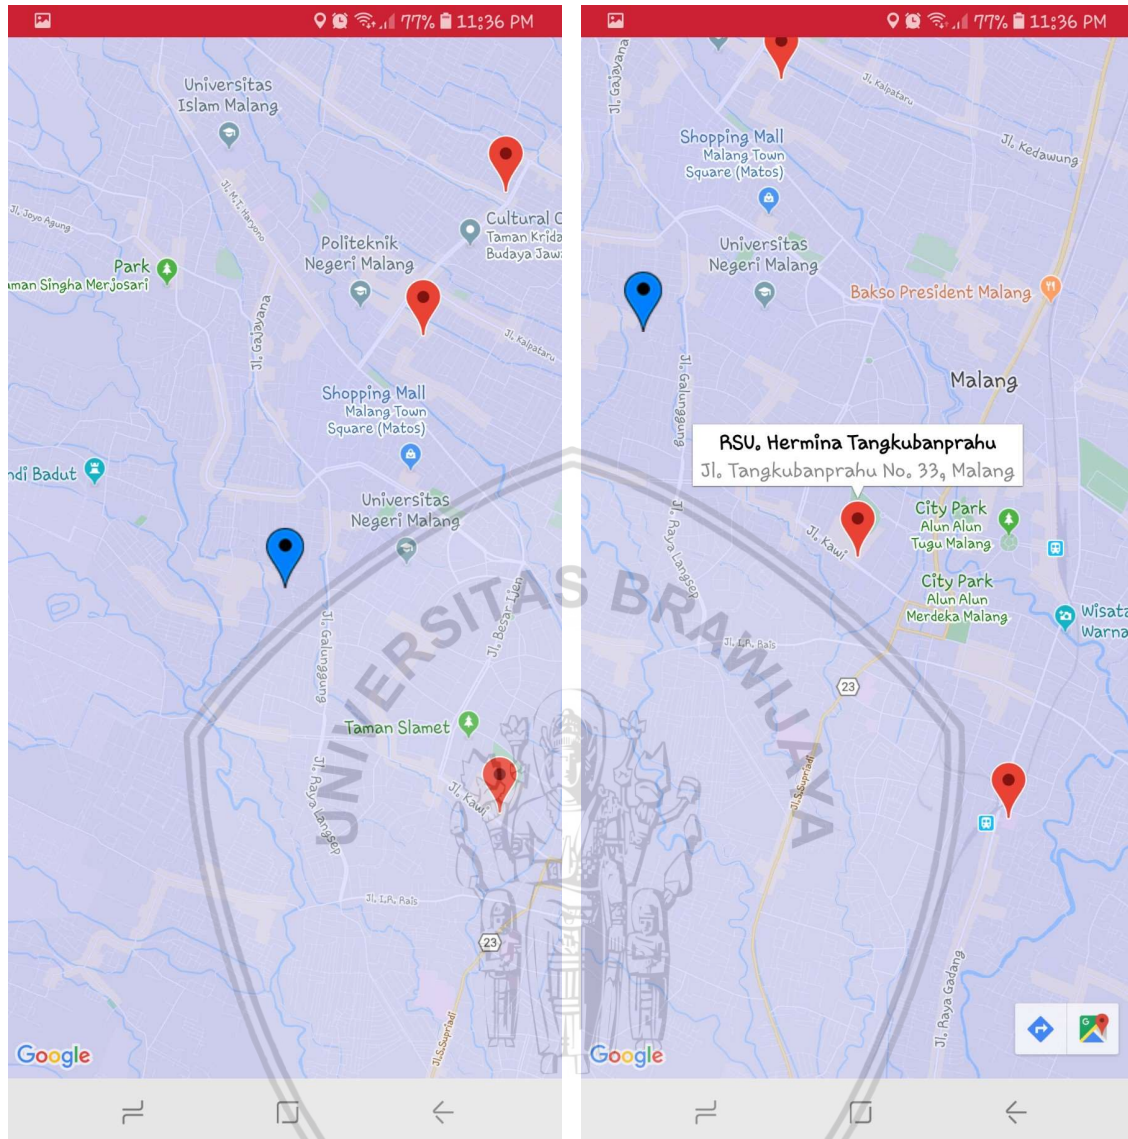 77% 11:36 PM
Universitas
Islam Malang
Jl. M.T. Haryono
Jl. Joyo Agung
Cultural C
Taman Krida
Budaya Jawa
Politeknik
Negeri Malang
Park
aman Singha Merjosari
Jl. Gajayana
Jl. Kalpataru
Shopping Mall
Malang Town
Square (Matos)
ndi Badut
Universitas
Negeri Malang
Jl. Besar Ijen
Jl. Galunggung
Taman Slamet
Jl. Kawi
Jl. Raya Langsep
Jl. I.R. Rais
23
Jl.S.Supriadi
Google
77% 11:36 PM
Jl. Gajayana
Jl. Kalpataru
Jl. Kedawung
Shopping Mall
Malang Town
Square (Matos)
Universitas
Negeri Malang
Bakso President Malang
Jl. Galunggung
Malang
RSU. Hermina Tangkubanprahu
Jl. Tangkubanprahu No. 33, Malang
Jl. Raya Langsep
Jl. Kawi
City Park
Alun Alun
Tugu Malang
City Park
Alun Alun
Merdeka Malang
Wisata
Warna
Jl. I.R. Rais
23
Jl.S.Supriadi
Jl. Raya Gadang
Google
UNIVERSITAS BRAWIJAYA